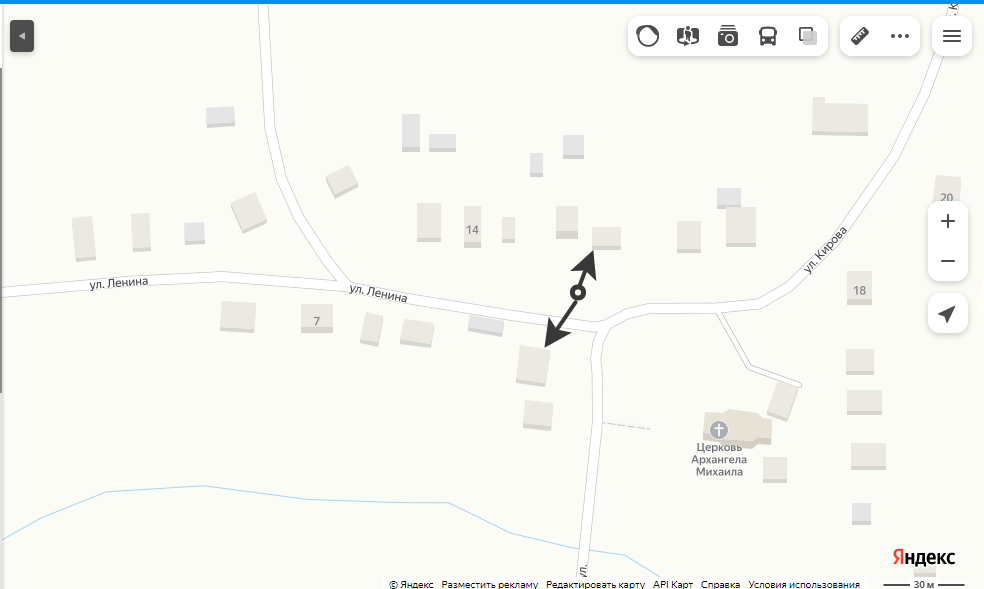 20
14
ул. Кирова
ул. Ленина
18
ул. Ленина
7
Церковь
Архангела
Михаила
Яндекс
ул.
© Яндекс Разместить рекламу Редактировать карту API Карт Справка Условия использования 30 м